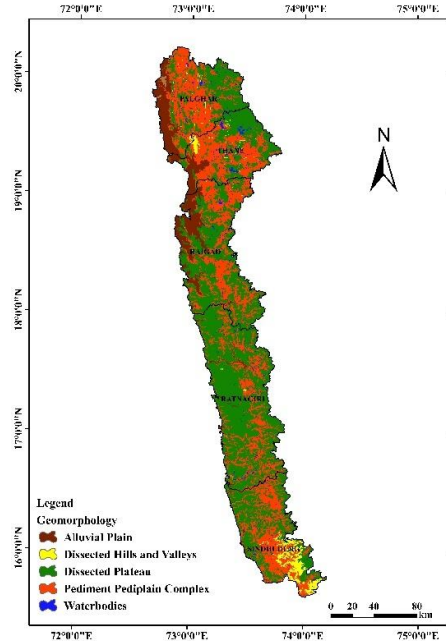 72°0'0"E 73°0'0"E 74°0'0"E 75°0'0"E
20°0'0"N
19°0'0"N
18°0'0"N
17°0'0"N
16°0'0"N
N
PALGHAR
THANE
RAIGAD
RATNAGIRI
SINDHUDURG
Legend
Geomorphology
Alluvial Plain
Dissected Hills and Valleys
Dissected Plateau
Pediment Pediplain Complex
Waterbodies
0 20 40 80
km
72°0'0"E 73°0'0"E 74°0'0"E 75°0'0"E